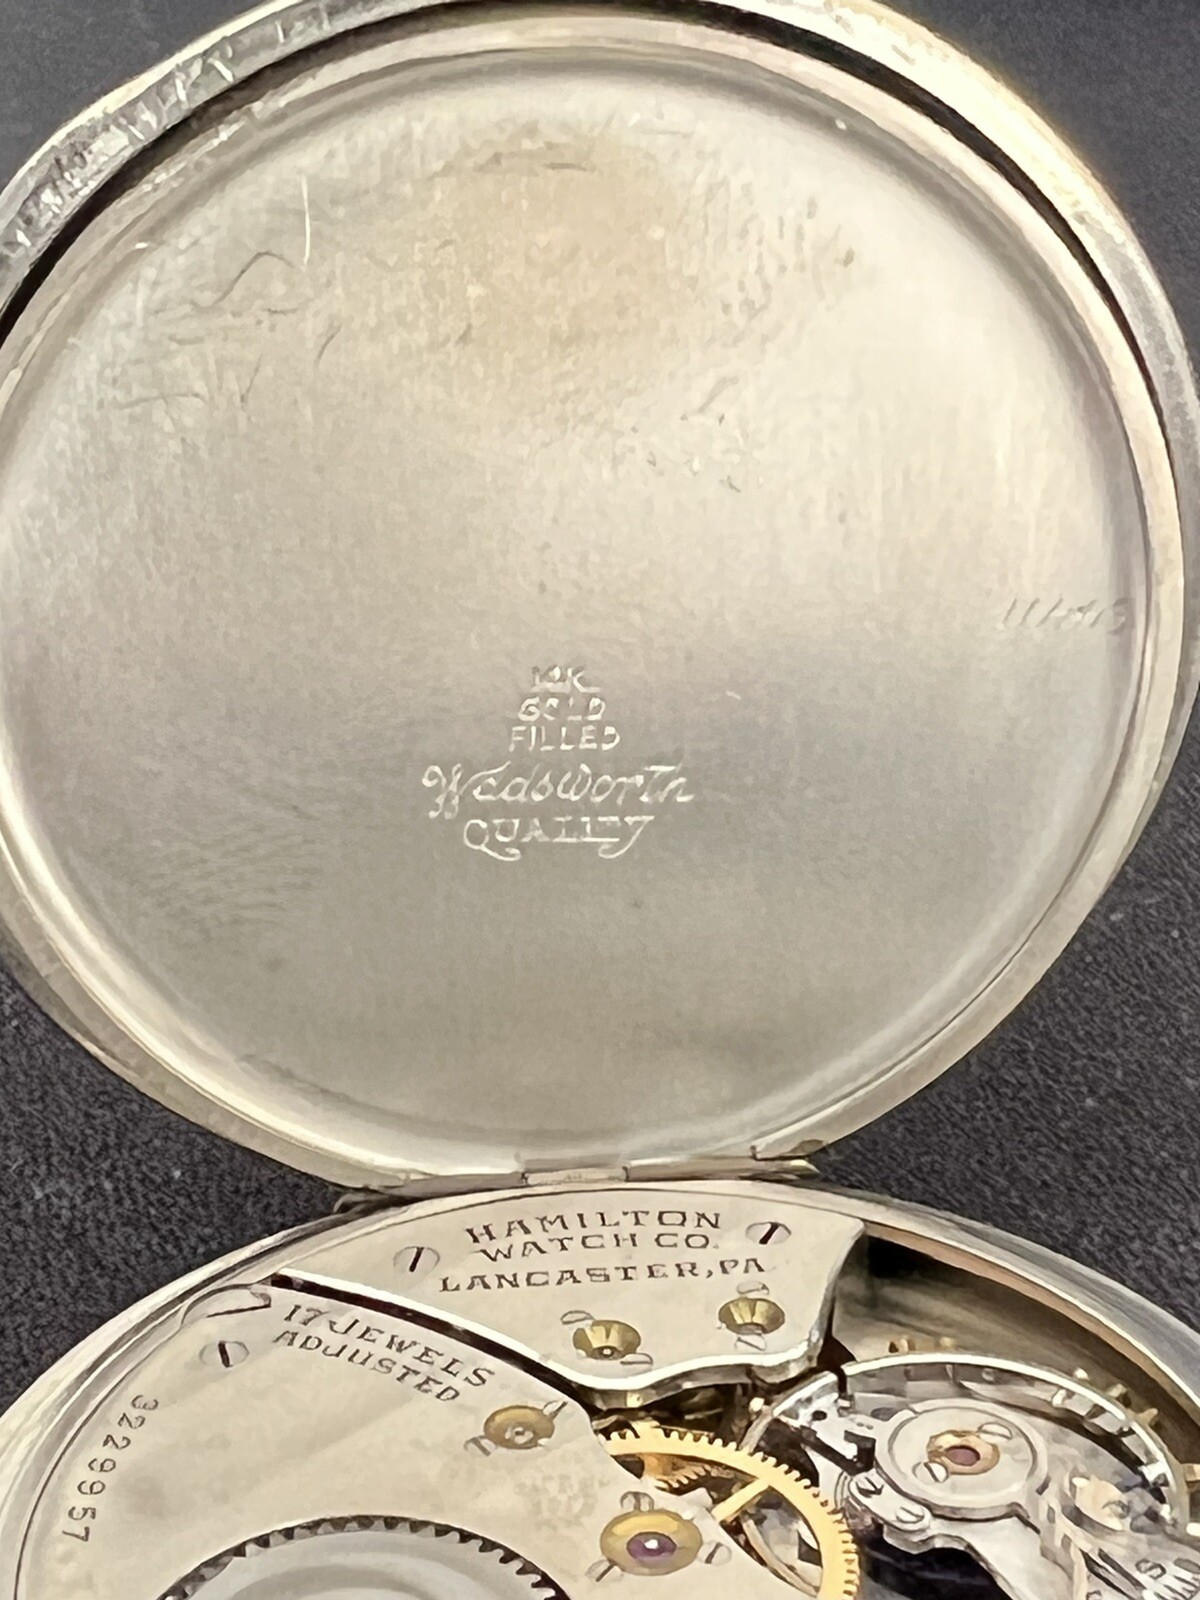 14K
GOLD
FILLED
Wadsworth
QUALITY
HAMILTON
WATCH CO.
LANCASTER, PA
17 JEWELS
ADJUSTED
3229957
S